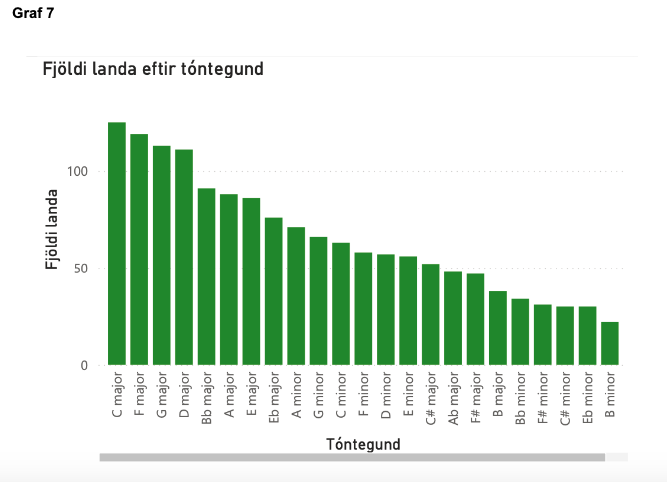 Graf 7
Fjöldi landa eftir tóntegund
Fjöldi landa
100
50
0
C major
F major
G major
D major
Bb major
A major
E major
Eb major
A minor
G minor
C minor
F minor
D minor
E minor
C# major
Ab major
F# major
B major
Bb minor
F# minor
C# minor
Eb minor
B minor
Tóntegund